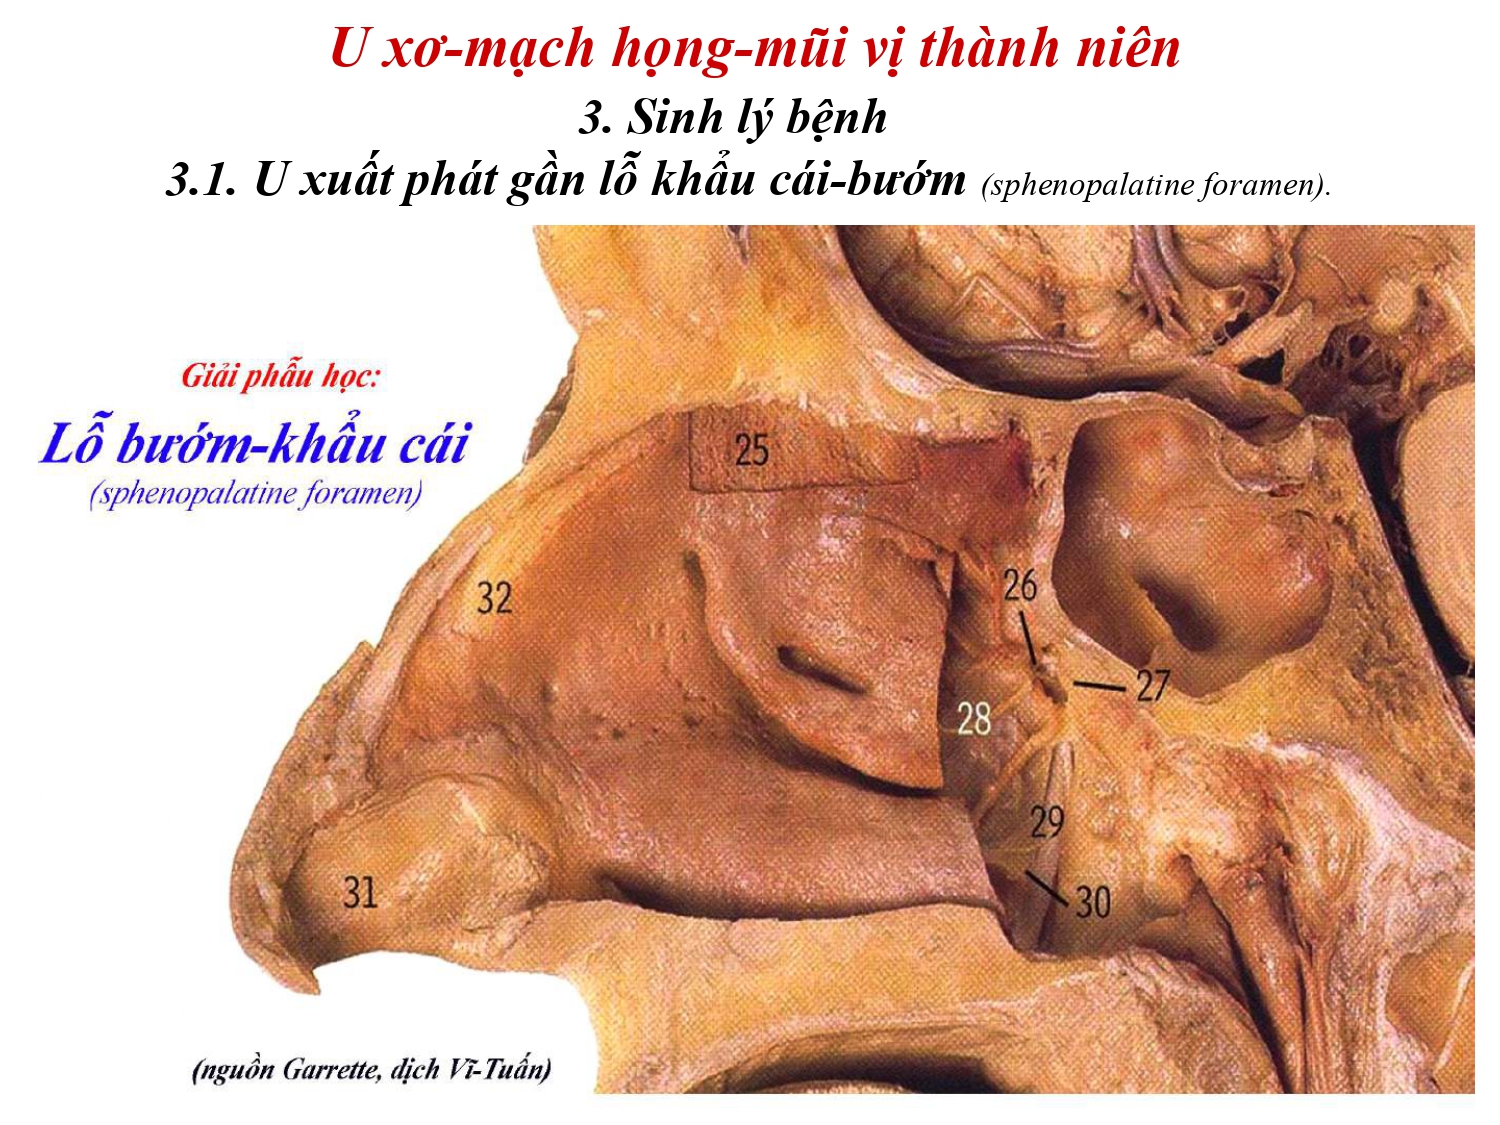 U xơ-mạch họng-mũi vị thành niên
3. Sinh lý bệnh
3.1. U xuất phát gần lỗ khẩu cái-bướm (sphenopalatine foramen).
Giải phẫu học:
Lỗ bướm-khẩu cái
(sphenopalatine foramen)
25
26
32
27
28
29
31
30
(nguồn Garrette, dịch Vĩ-Tuấn)